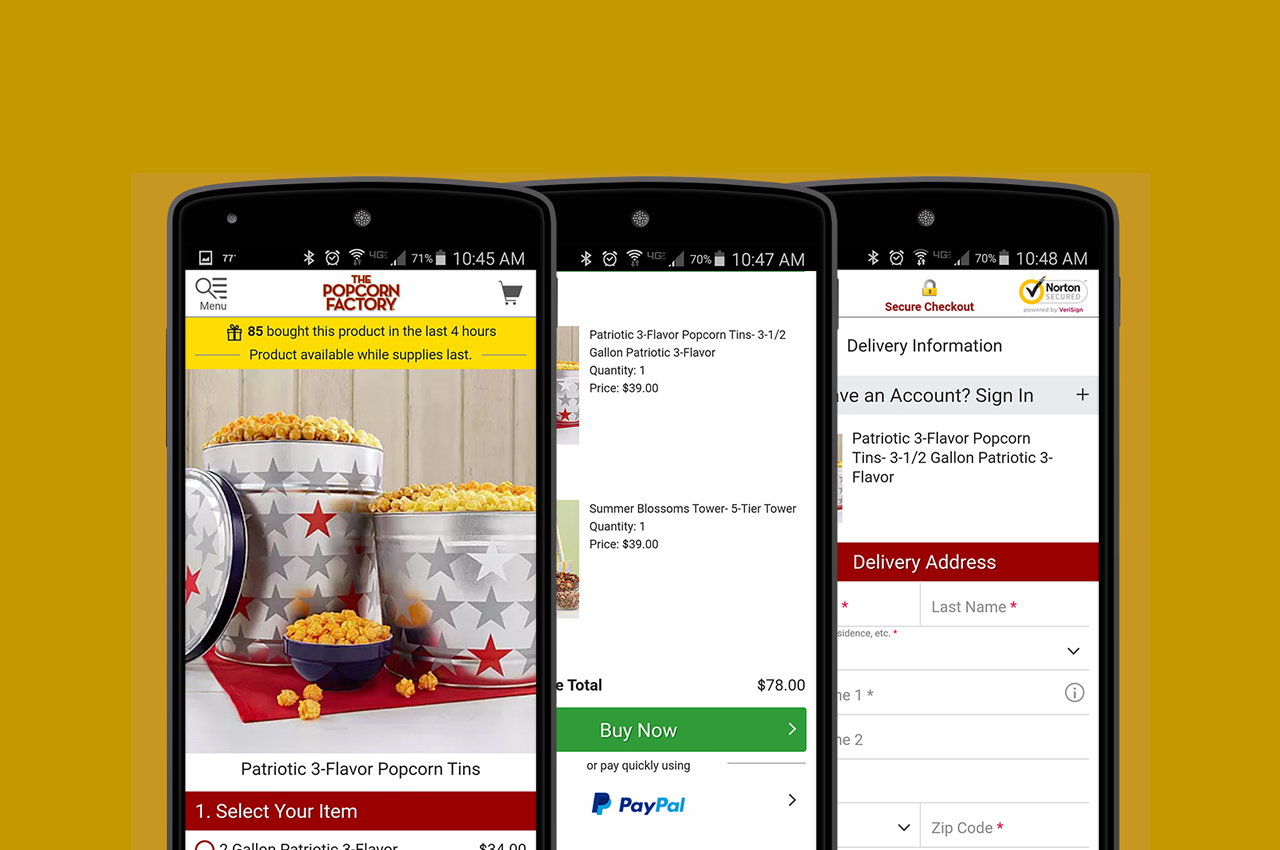 77°
4G
71%
10:45 AM
Menu
THE
POPCORN
FACTORY
85 bought this product in the last 4 hours
Product available while supplies last.
Patriotic 3-Flavor Popcorn Tins
1. Select Your Item
2 Gallon Patriotic 3-Flavor
$34.00
4G
70%
10:47 AM
Patriotic 3-Flavor Popcorn Tins- 3-1/2
Gallon Patriotic 3-Flavor
Quantity: 1
Price: $39.00
Summer Blossoms Tower- 5-Tier Tower
Quantity: 1
Price: $39.00
Total
$78.00
Buy Now
or pay quickly using
PayPal
4G
70%
10:48 AM
Secure Checkout
Norton
SECURED
powered by VeriSign
Delivery Information
ve an Account? Sign In
Patriotic 3-Flavor Popcorn
Tins- 3-1/2 Gallon Patriotic 3-
Flavor
Delivery Address
*
Last Name *
sidence, etc. *
ne 1 *
ne 2
Zip Code *